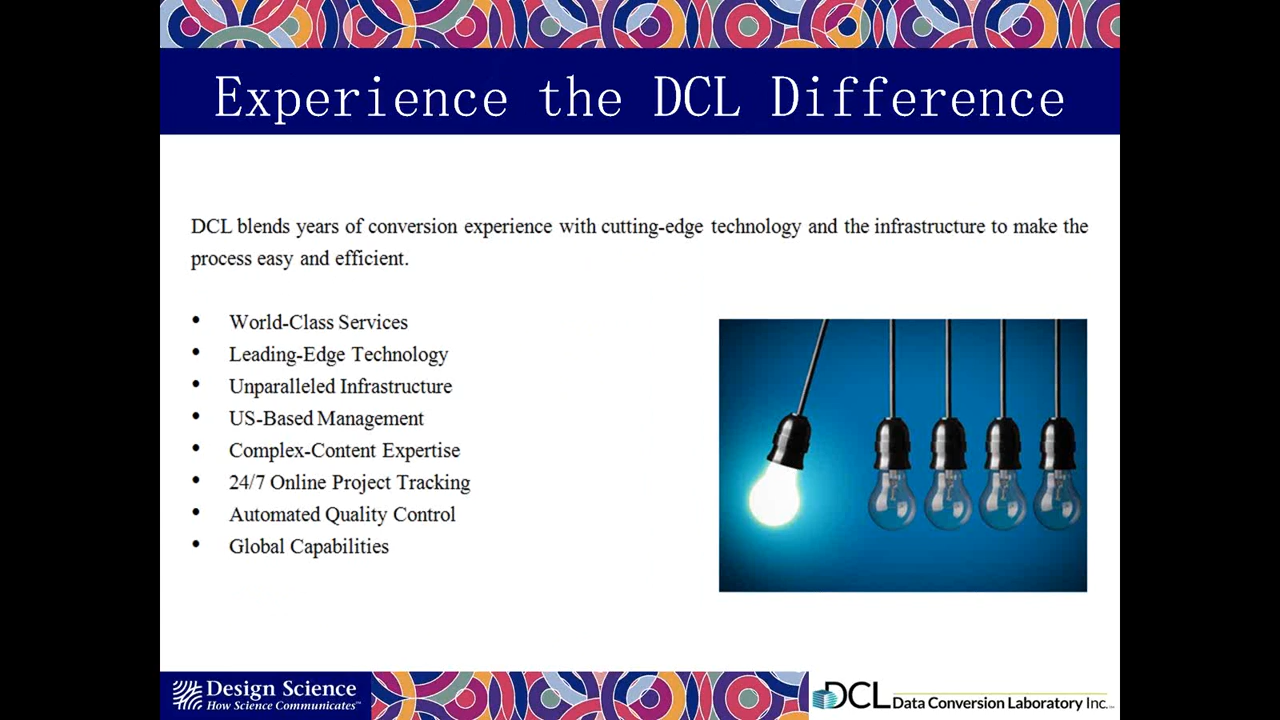 Experience the DCL Difference
DCL blends years of conversion experience with cutting-edge technology and the infrastructure to make the
process easy and efficient.
• World-Class Services
• Leading-Edge Technology
• Unparalleled Infrastructure
• US-Based Management
• Complex-Content Expertise
• 24/7 Online Project Tracking
• Automated Quality Control
• Global Capabilities
Design Science
How Science Communicates™
DCL Data Conversion Laboratory Inc.